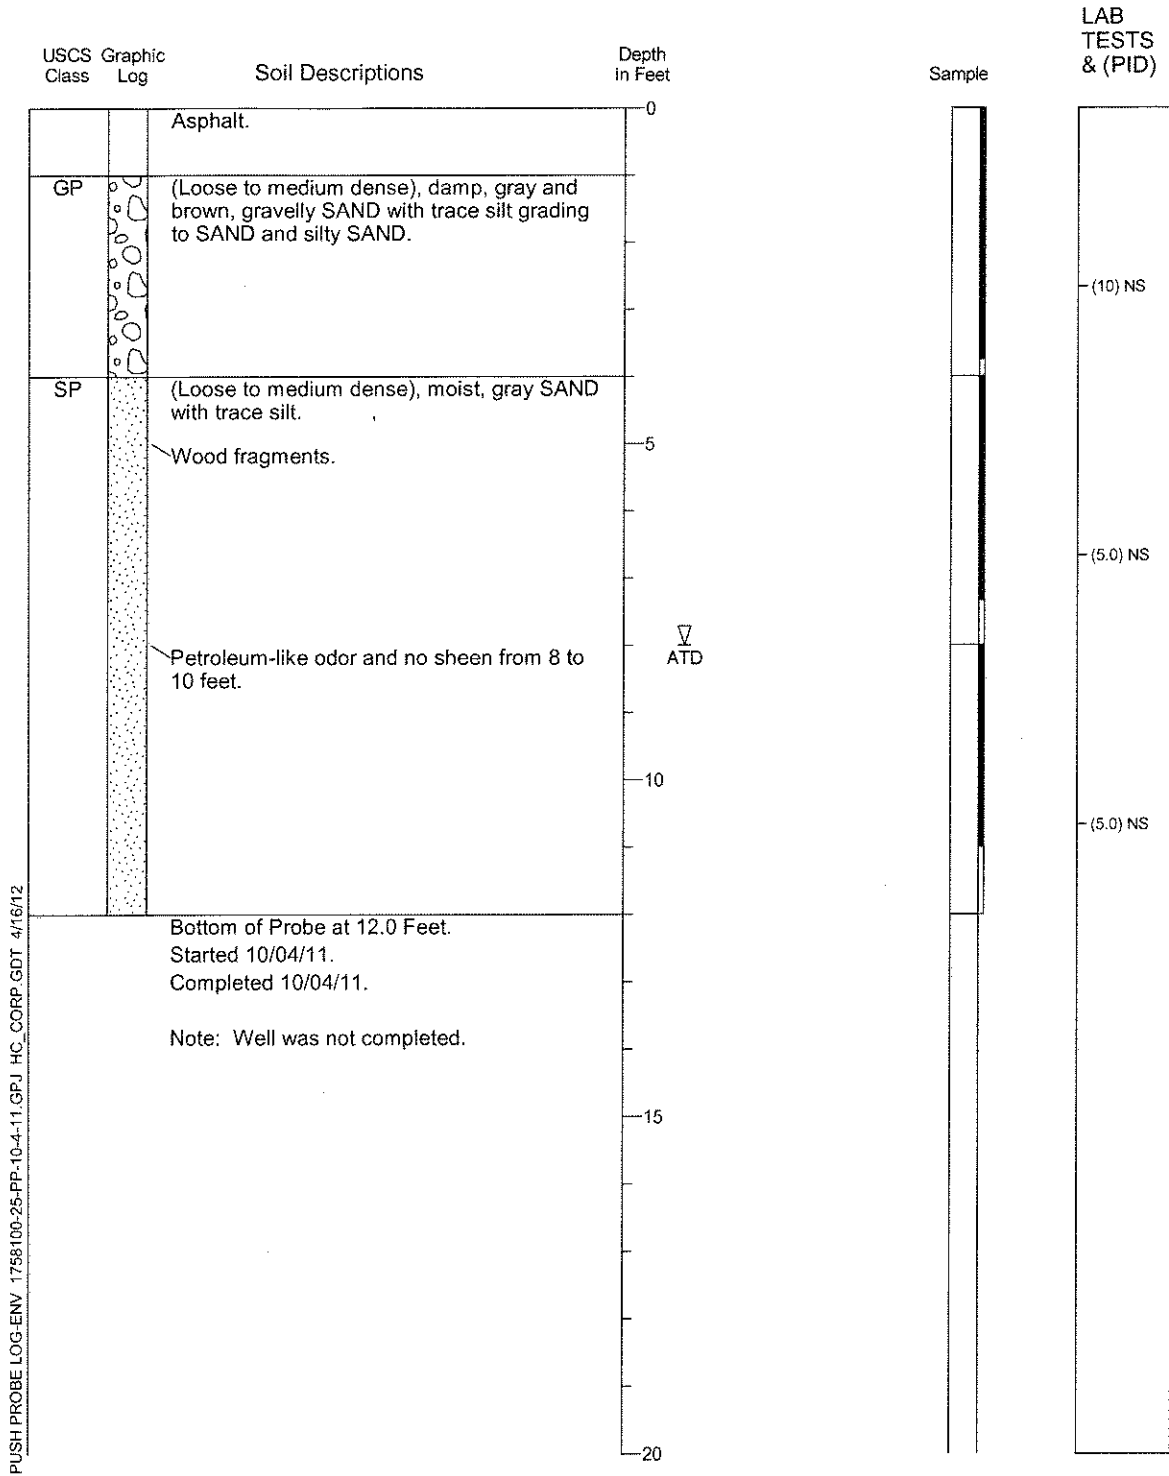 LAB
TESTS
& (PID)
USCS Graphic
Class Log
Soil Descriptions
Depth
in Feet
Sample
0
Asphalt.
GP
(Loose to medium dense), damp, gray and
brown, gravelly SAND with trace silt grading
to SAND and silty SAND.
(10) NS
SP
(Loose to medium dense), moist, gray SAND
with trace silt.
5
Wood fragments.
(5.0) NS
ATD
Petroleum-like odor and no sheen from 8 to
10 feet.
10
(5.0) NS
Bottom of Probe at 12.0 Feet.
Started 10/04/11.
Completed 10/04/11.
Note: Well was not completed.
15
20
PUSH PROBE LOG-ENV 1758100-25-PP-10-4-11.GPJ HC_CORP.GDT 4/16/12